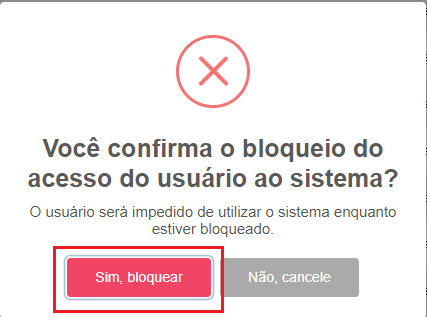 Você confirma o bloqueio do
acesso do usuário ao sistema?
O usuário será impedido de utilizar o sistema enquanto
estiver bloqueado.
Sim, bloquear
Não, cancele